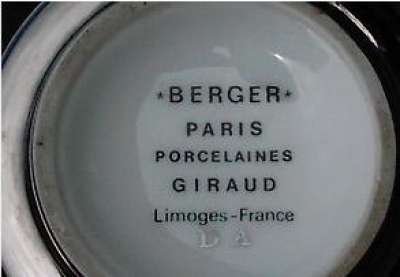 *BERGER*
PARIS
PORCELAINES
GIRAUD
Limoges-France
D A